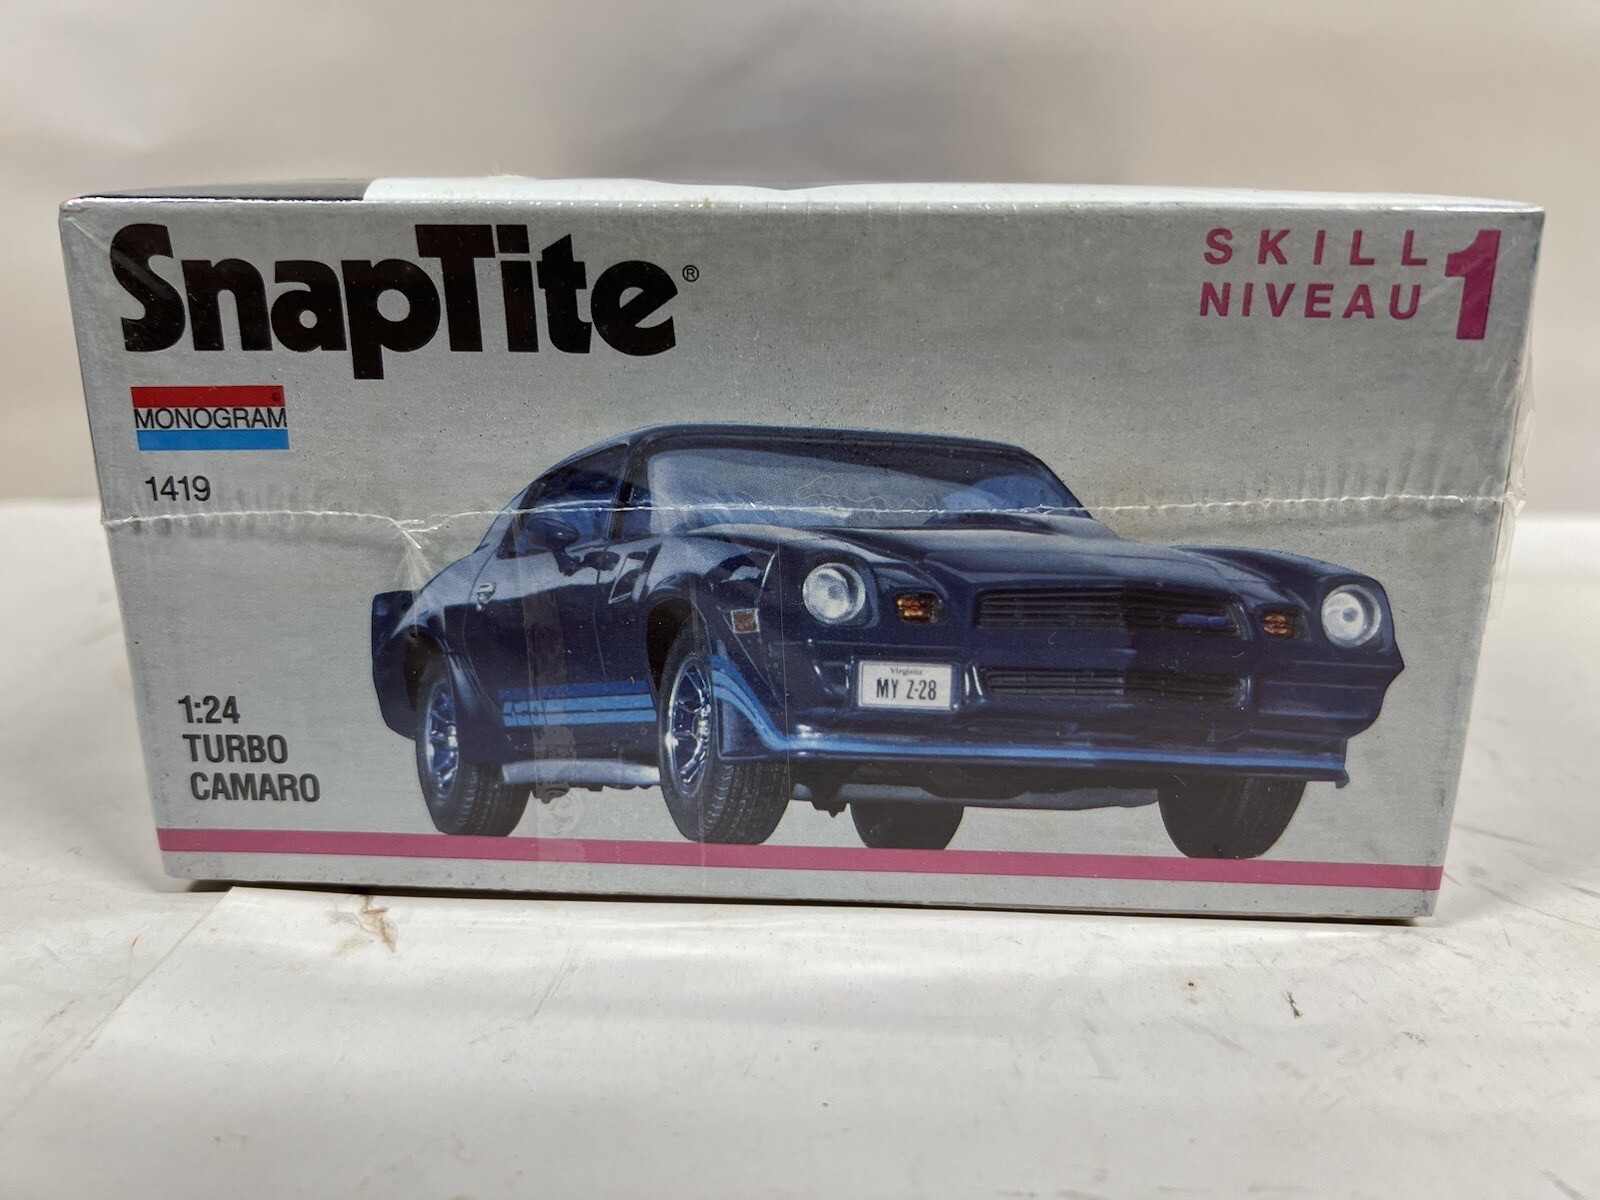 SnapTite®
SKILL
NIVEAU 1
MONOGRAM®
1419
Virginia
MY Z-28
1:24
TURBO
CAMARO